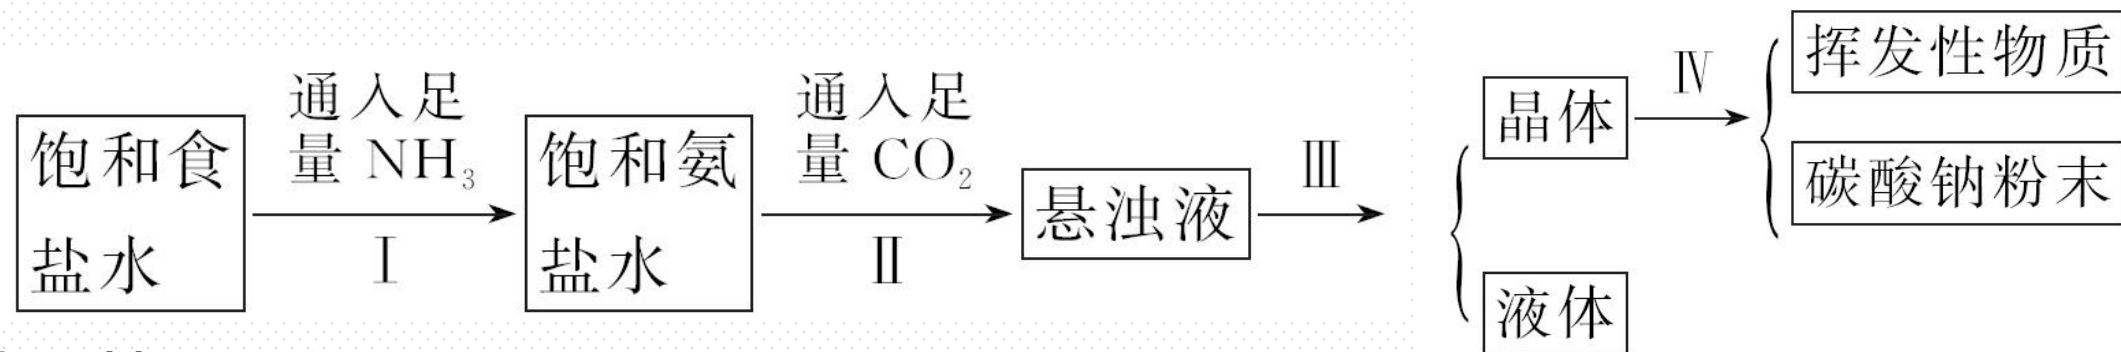 饱和食
盐水
通入足
量 NH₃
Ⅰ
饱和氨
盐水
通入足
量 CO₂
Ⅱ
悬浊液
Ⅲ
晶体
液体
Ⅳ
挥发性物质
碳酸钠粉末